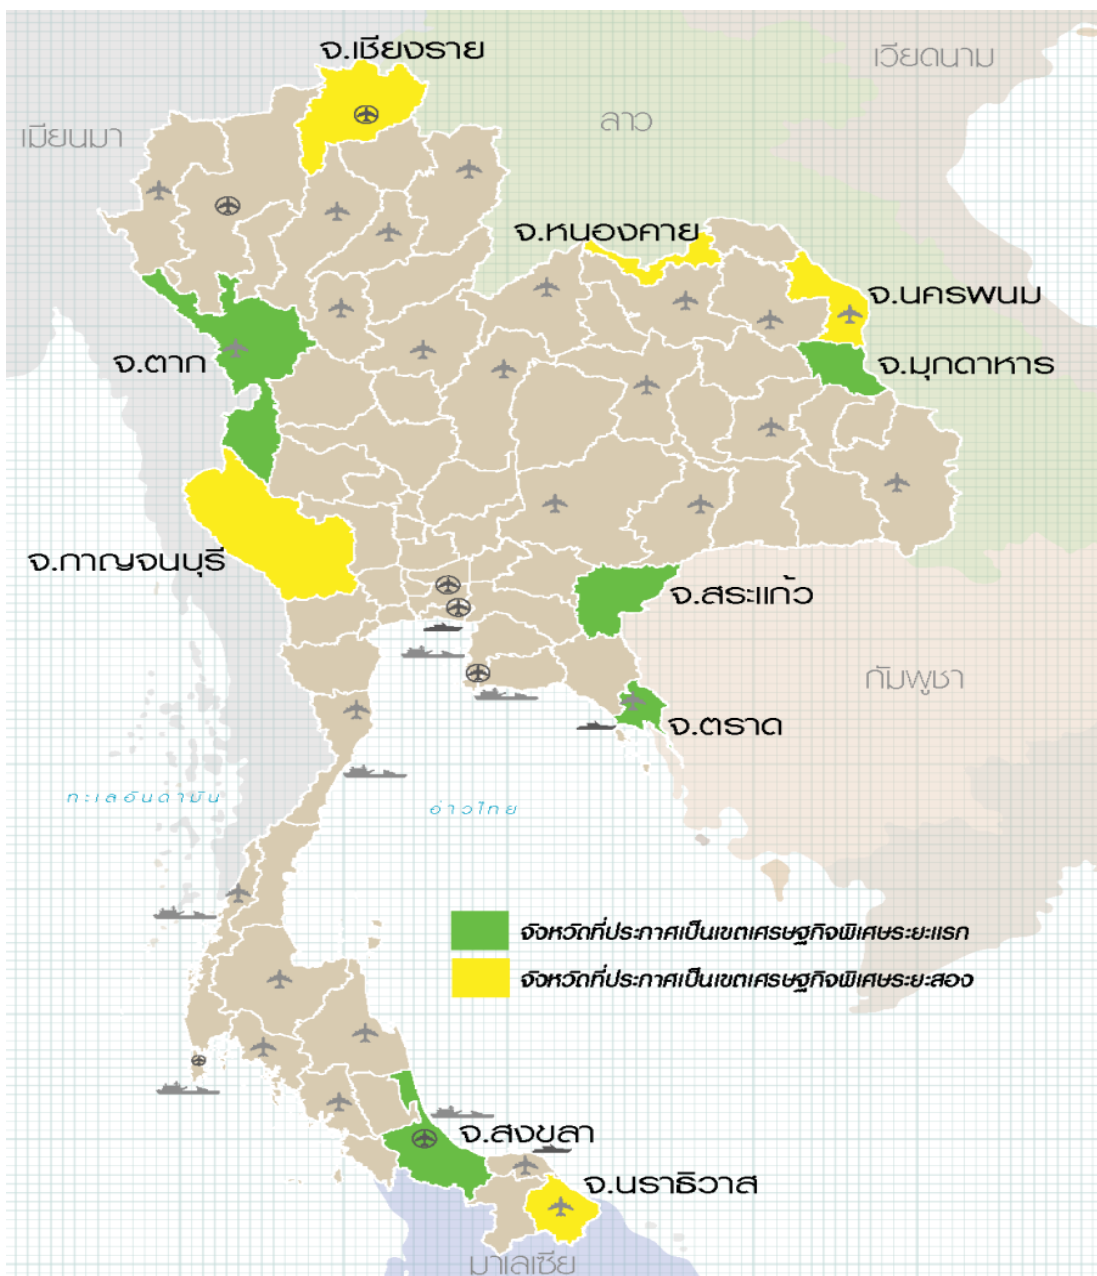 จ.เชียงราย
เวียดนาม
ลาว
เมียนมา
จ.หนองคาย
จ.นครพนม
จ.ตาก
จ.มุกดาหาร
จ.กาญจนบุรี
จ.สระแก้ว
กัมพูชา
จ.ตราด
ทะเลอันดามัน
อ่าวไทย
จังหวัดที่ประกาศเป็นเขตเศรษฐกิจพิเศษระยะแรก
จังหวัดที่ประกาศเป็นเขตเศรษฐกิจพิเศษระยะสอง
จ.สงขลา
จ.นราธิวาส
มาเลเซีย